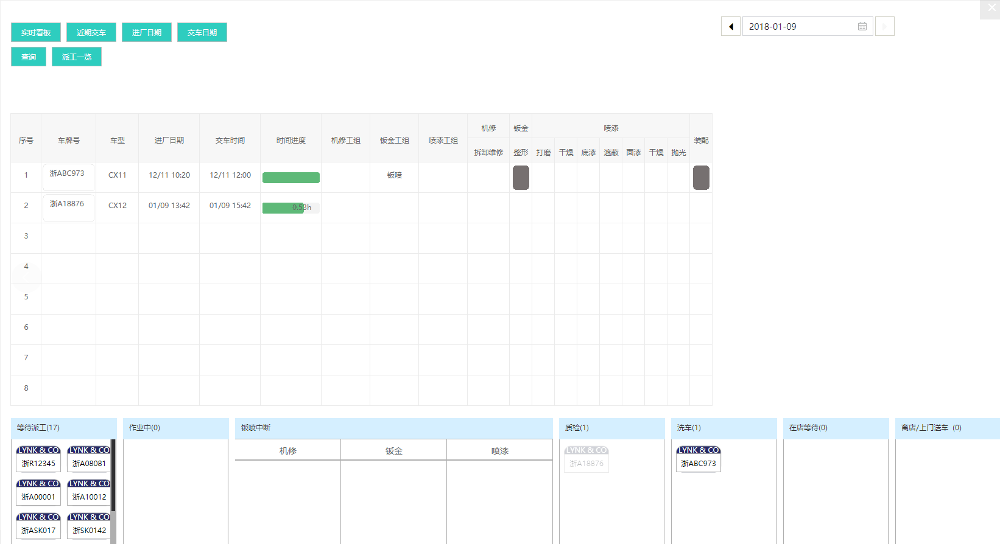 实时看板 近期交车 进厂日期 交车日期
2018-01-09
查询 派工一览
序号 车牌号 车型 进厂日期 交车时间 时间进度 机修工组 钣金工组 喷漆工组 机修 钣金 喷漆 装配
拆卸维修 整形 打磨 干燥 底漆 遮蔽 面漆 干燥 抛光
1 浙ABC973 CX11 12/11 10:20 12/11 12:00 钣喷
2 浙A18876 CX12 01/09 13:42 01/09 15:42 0.53h
3
4
5
6
7
8
等待派工(17) 作业中(0) 钣喷中断 质检(1) 洗车(1) 在店等待(0) 离店/上门送车 (0)
机修 钣金 喷漆
LYNK & CO LYNK & CO LYNK & CO LYNK & CO
浙R12345 浙A08081 浙A18876 浙ABC973
LYNK & CO LYNK & CO
浙A00001 浙A10012
LYNK & CO LYNK & CO
浙ASK017 浙SK0142